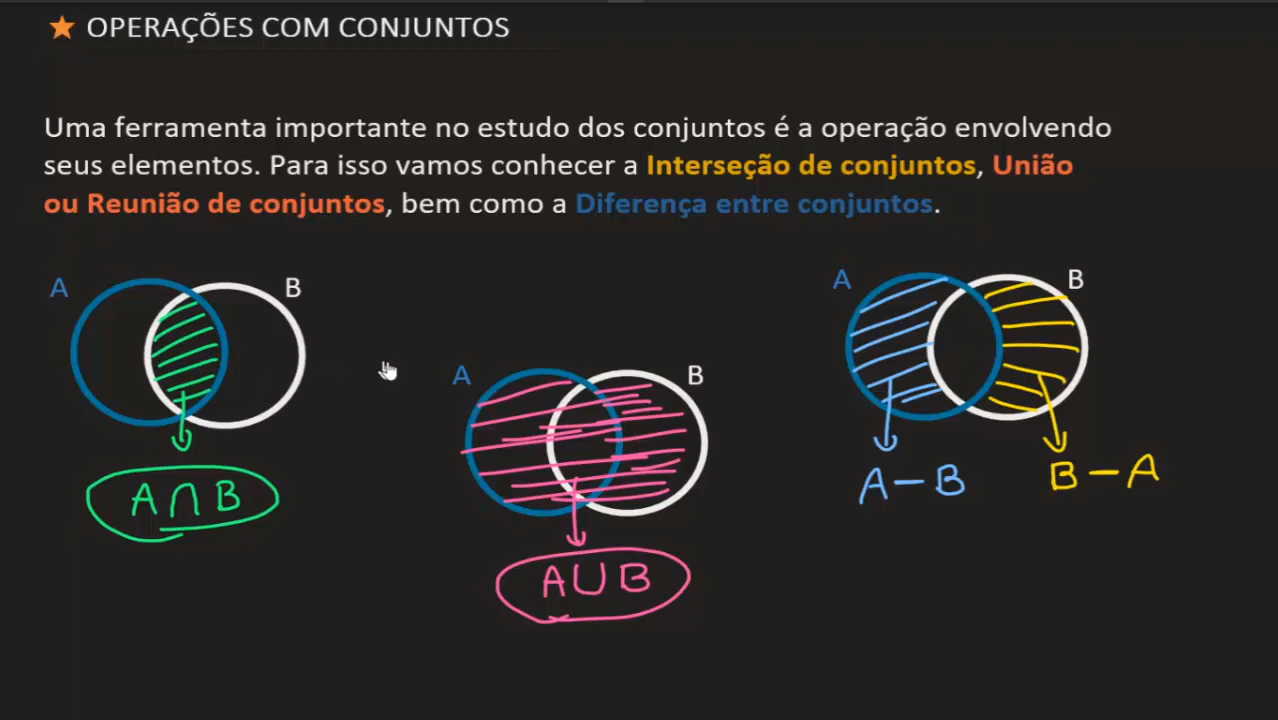 ★ OPERAÇÕES COM CONJUNTOS
Uma ferramenta importante no estudo dos conjuntos é a operação envolvendo
seus elementos. Para isso vamos conhecer a Interseção de conjuntos, União
ou Reunião de conjuntos, bem como a Diferença entre conjuntos.
A B
A ∩ B
A B
A ∪ B
A B
A - B
B - A